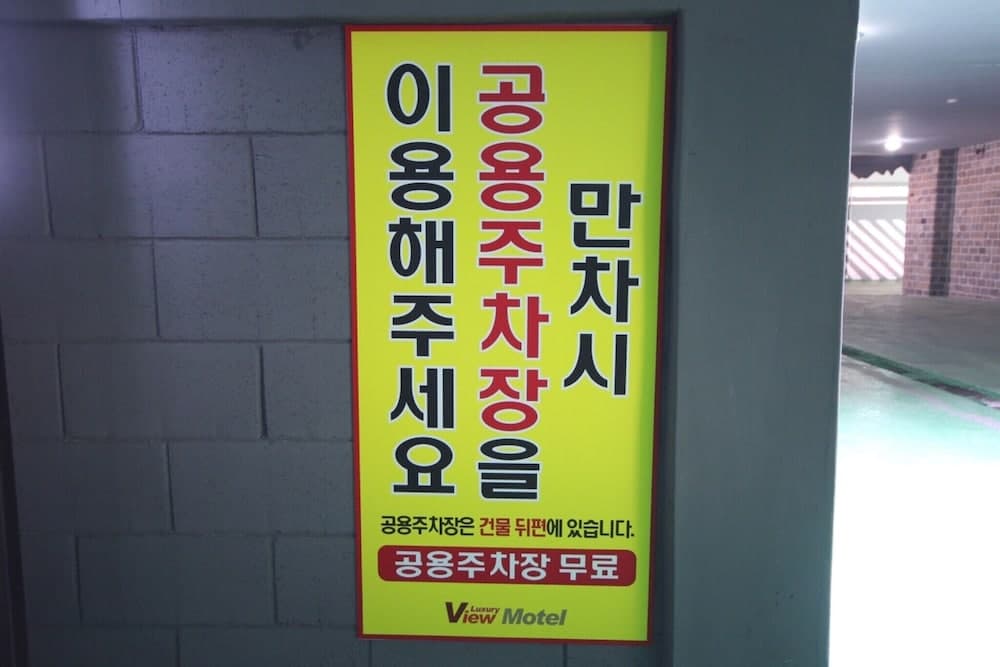 만차시
공용주차장을
이용해주세요
공용주차장은 건물 뒤편에 있습니다.
공용주차장 무료
Luxury
View Motel